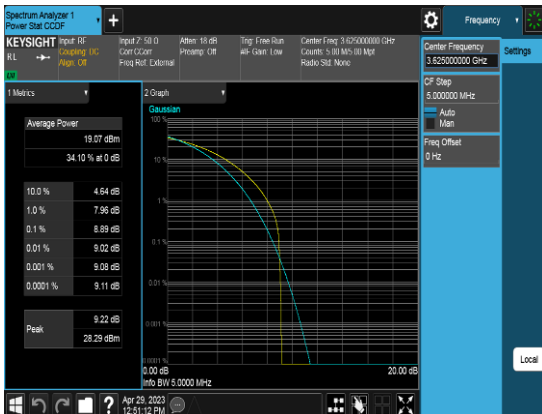 Spectrum Analyzer 1
Power Stat CCDF
Frequency
KEYSIGHT
RL
Input: RF
Coupling: DC
Align: Off
Input Z: 50 Ω
Corr CCorr
Freq Ref: External
Atten: 18 dB
Preamp: Off
Trig: Free Run
#IF Gain: Low
Center Freq: 3.625000000 GHz
Counts: 5.00 M/5.00 Mpt
Radio Std: None
1 Metrics
Average Power
19.07 dBm
34.10 % at 0 dB
10.0 % 4.64 dB
1.0 % 7.96 dB
0.1 % 8.89 dB
0.01 % 9.02 dB
0.001 % 9.08 dB
0.0001 % 9.11 dB
Peak 9.22 dB
28.29 dBm
2 Graph
Gaussian
100 %
10 %
1 %
0.1 %
0.01 %
0.001 %
0.0001 %
0.00 dB
20.00 dB
Info BW 5.0000 MHz
Center Frequency
3.625000000 GHz
Settings
CF Step
5.000000 MHz
Auto
Man
Freq Offset
0 Hz
Local
Apr 29, 2023
12:51:12 PM